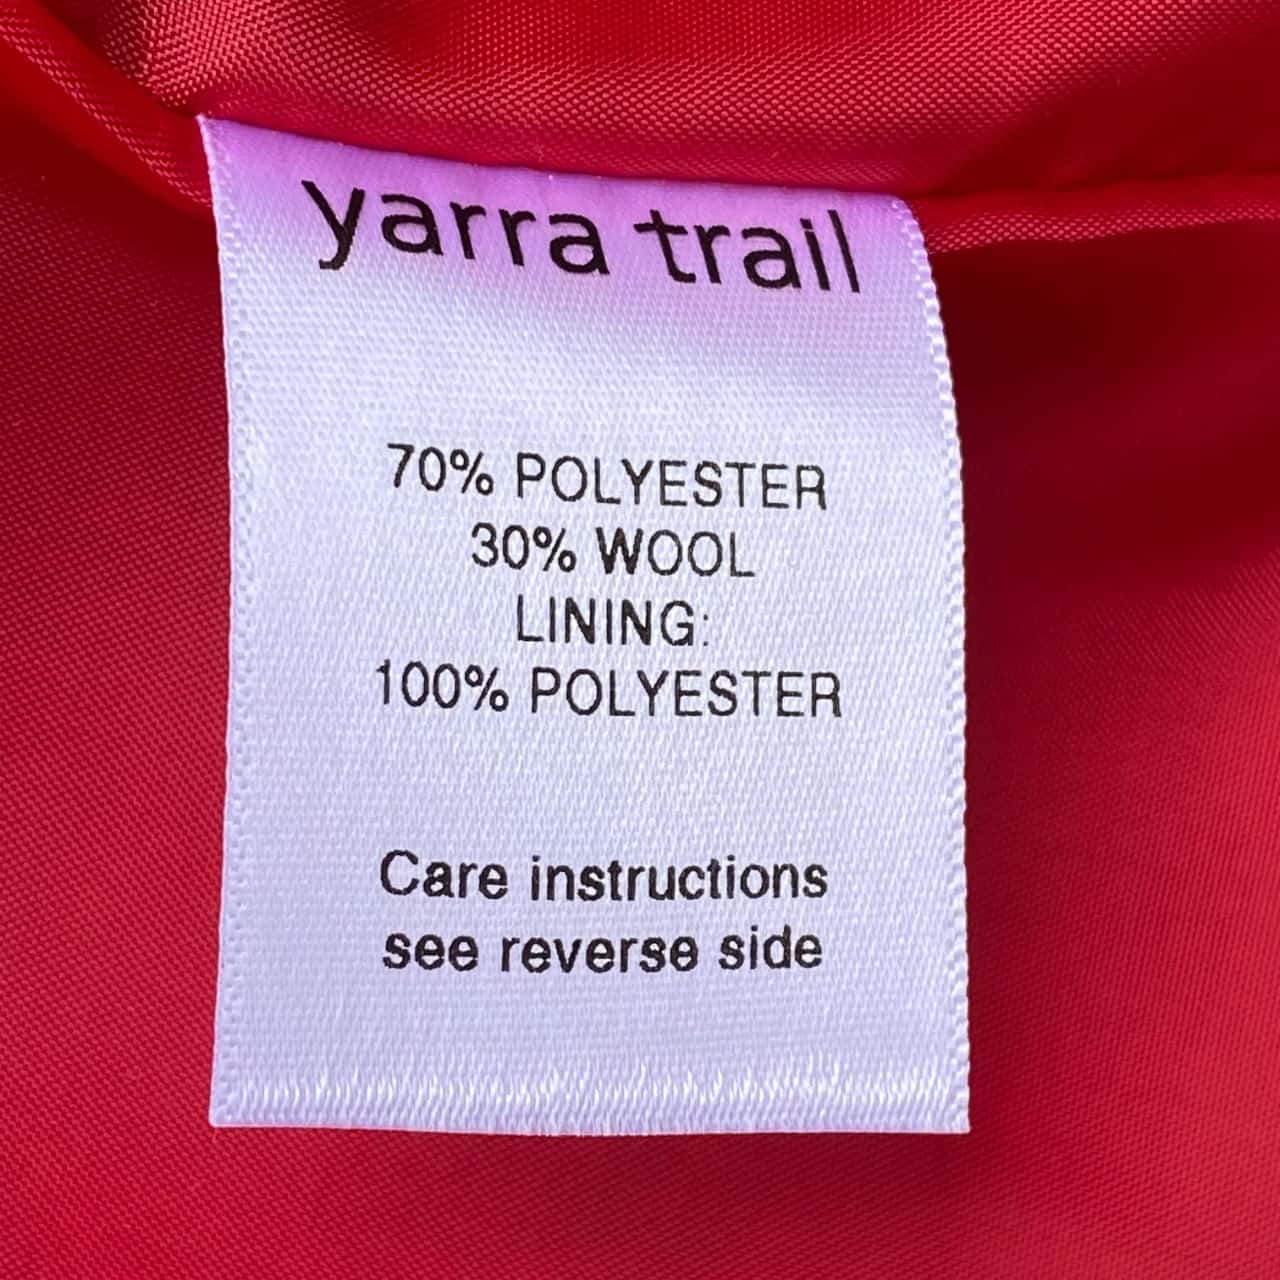 yarra trail
70% POLYESTER
30% WOOL
LINING:
100% POLYESTER
Care instructions
see reverse side